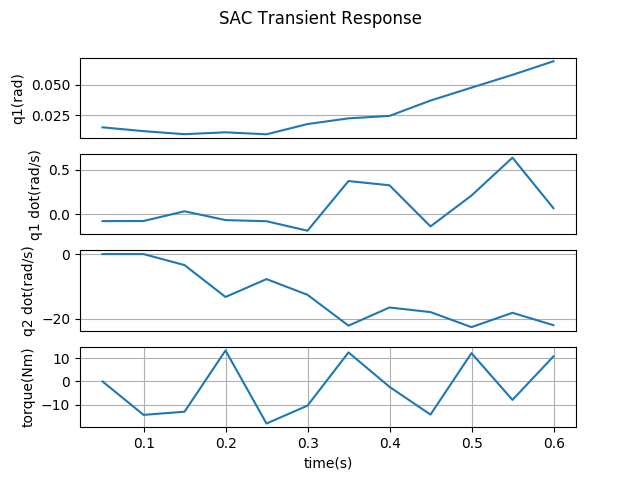 SAC Transient Response
q1(rad)
0.050
0.025
q1 dot(rad/s)
0.5
0.0
q2 dot(rad/s)
0
−20
torque(Nm)
10
0
−10
0.1 0.2 0.3 0.4 0.5 0.6
time(s)